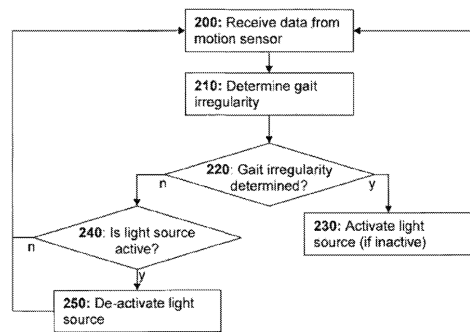 200: Receive data from
motion sensor
210: Determine gait
irregularity
220: Gait irregularity
determined?
n
y
240: Is light source
active?
n
y
230: Activate light
source (if inactive)
250: De-activate light
source